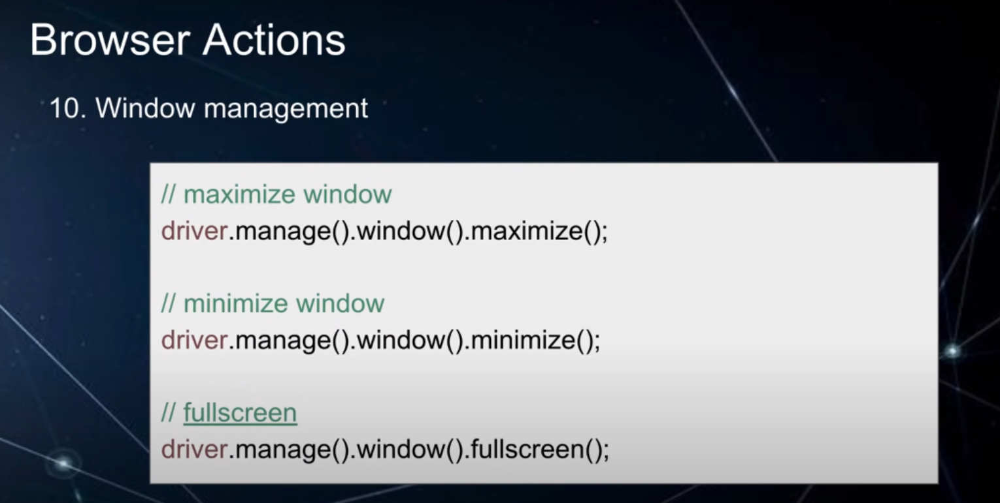 Browser Actions
10. Window management
// maximize window
driver.manage().window().maximize();
// minimize window
driver.manage().window().minimize();
// fullscreen
driver.manage().window().fullscreen();